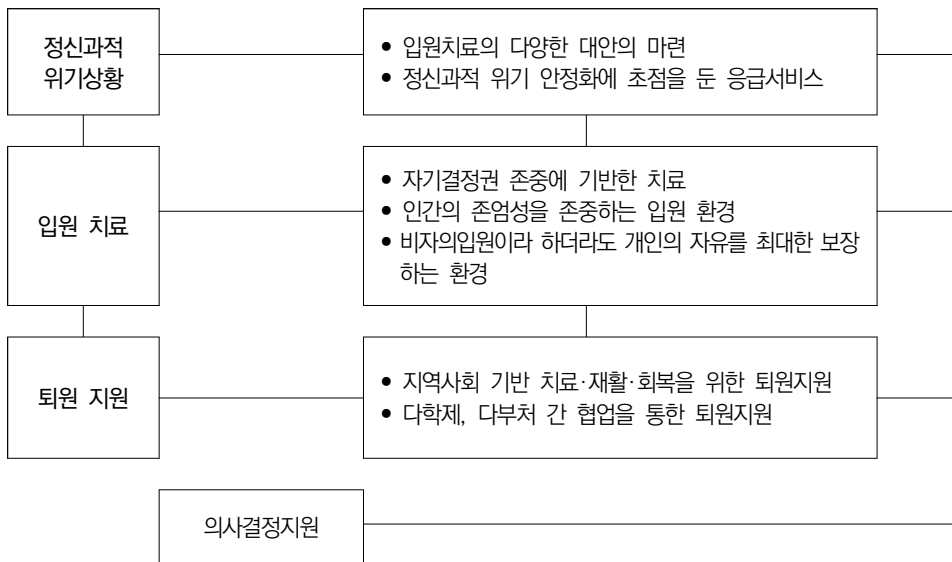 정신과적
위기상황
• 입원치료의 다양한 대안의 마련
• 정신과적 위기 안정화에 초점을 둔 응급서비스
입원 치료
• 자기결정권 존중에 기반한 치료
• 인간의 존엄성을 존중하는 입원 환경
• 비자의입원이라 하더라도 개인의 자유를 최대한 보장
하는 환경
퇴원 지원
• 지역사회 기반 치료·재활·회복을 위한 퇴원지원
• 다학제, 다부처 간 협업을 통한 퇴원지원
의사결정지원